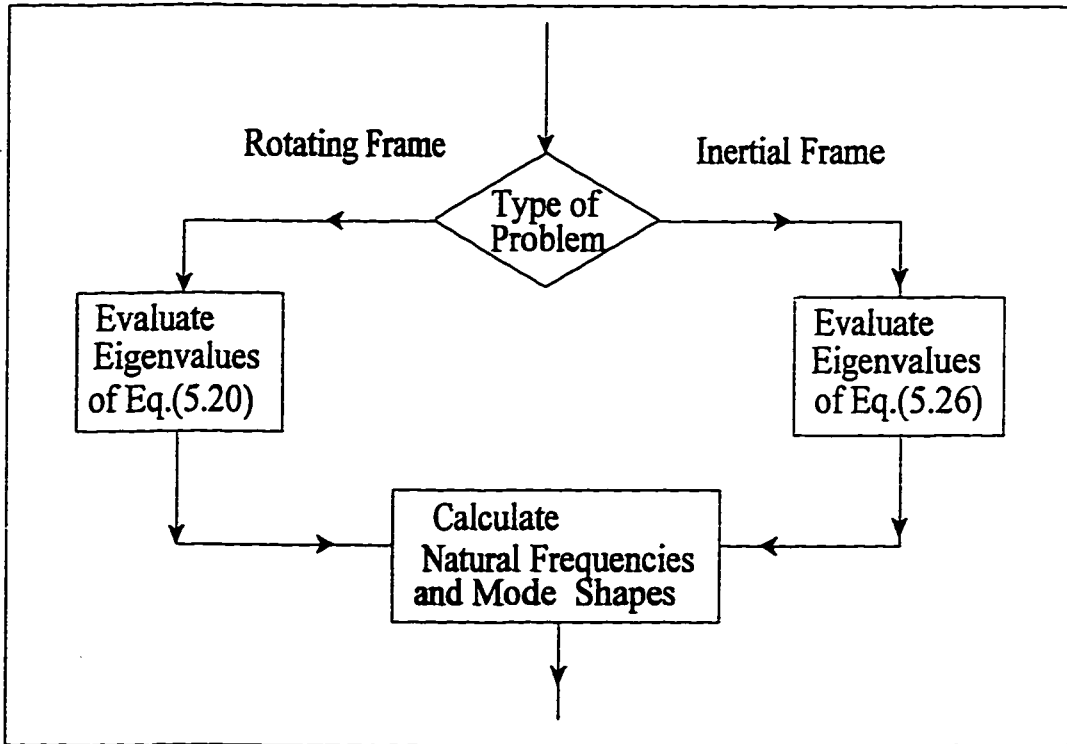 Rotating Frame
Inertial Frame
Type of
Problem
Evaluate
Eigenvalues
of Eq.(5.20)
Evaluate
Eigenvalues
of Eq.(5.26)
Calculate
Natural Frequencies
and Mode Shapes